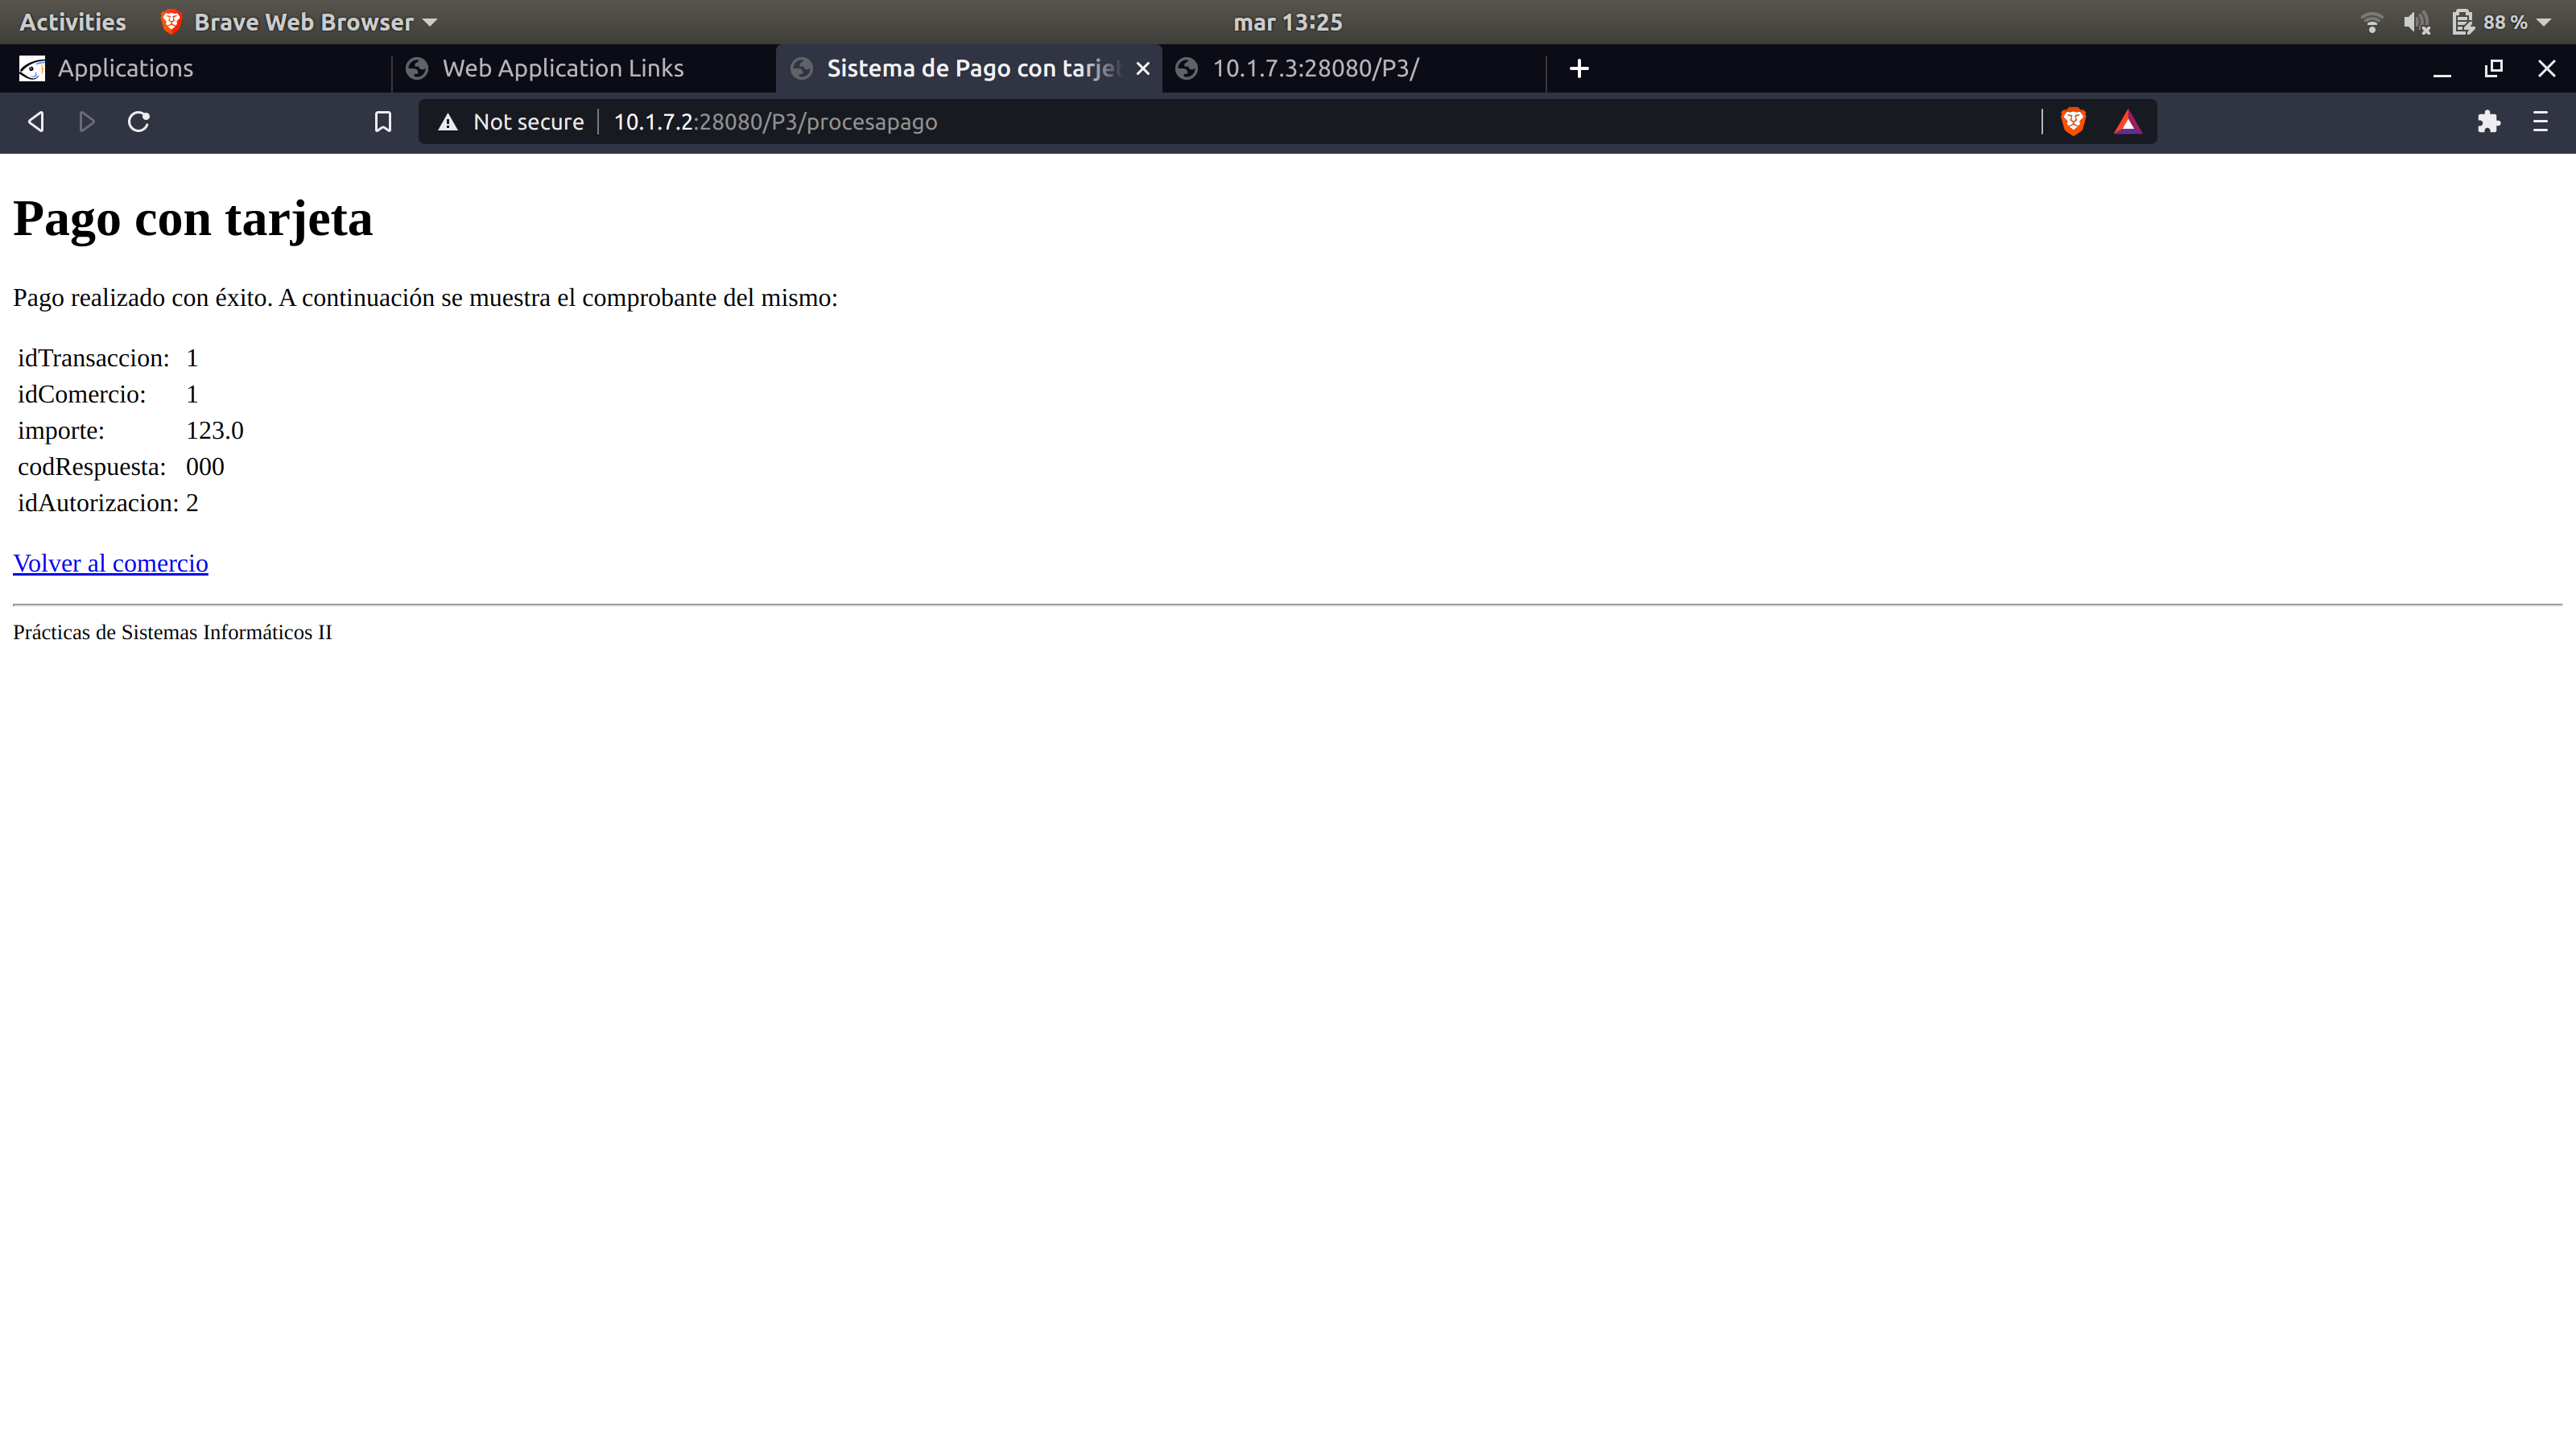 Activities Brave Web Browser mar 13:25 88 %
Applications Web Application Links Sistema de Pago con tarjet 10.1.7.3:28080/P3/
Not secure 10.1.7.2:28080/P3/procesapago
Pago con tarjeta
Pago realizado con éxito. A continuación se muestra el comprobante del mismo:
idTransaccion: 1
idComercio: 1
importe: 123.0
codRespuesta: 000
idAutorizacion: 2
Volver al comercio
Prácticas de Sistemas Informáticos II